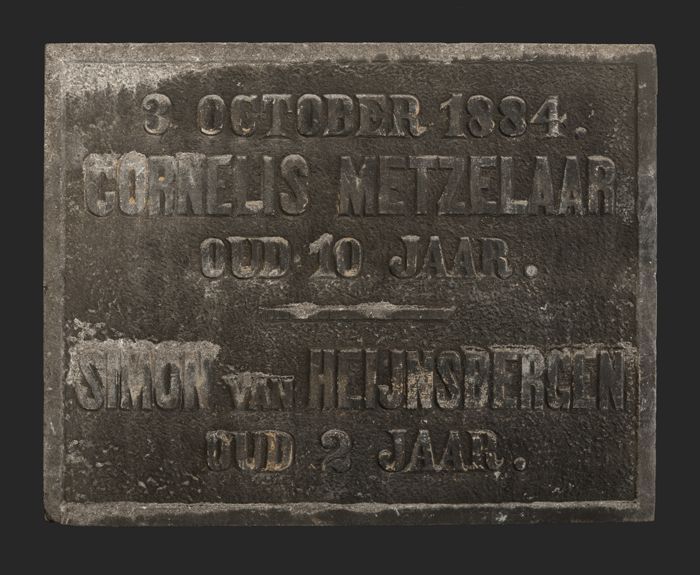 3 OCTOBER 1884.
CORNELIS METZELAAR
OUD 10 JAAR.
SIMON VAN HEIJNSBERGEN
OUD 2 JAAR.